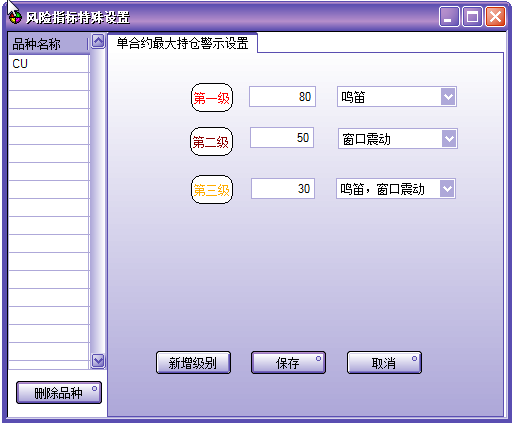 风险指标特殊设置
品种名称
CU
单合约最大持仓警示设置
第一级 80 鸣笛
第二级 50 窗口震动
第三级 30 鸣笛，窗口震动
新增级别 保存 取消
删除品种